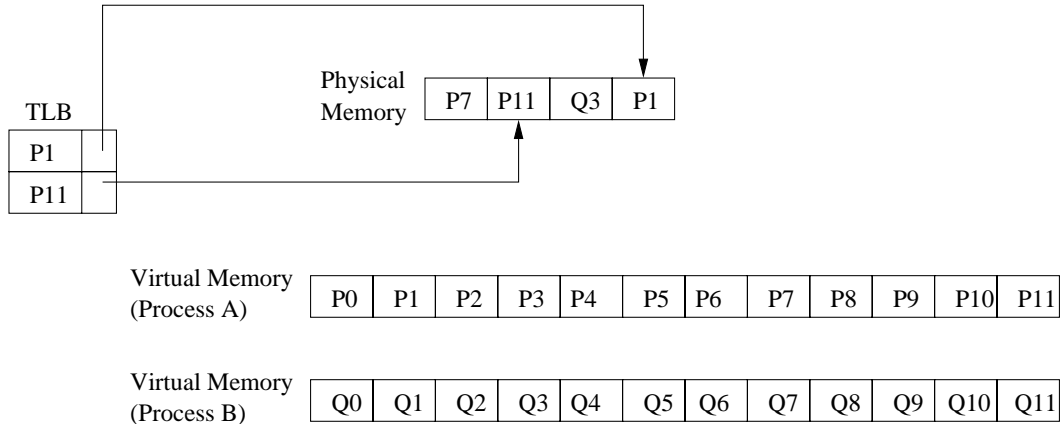 Physical
Memory
P7 P11 Q3 P1
TLB
P1
P11
Virtual Memory
(Process A)
P0 P1 P2 P3 P4 P5 P6 P7 P8 P9 P10 P11
Virtual Memory
(Process B)
Q0 Q1 Q2 Q3 Q4 Q5 Q6 Q7 Q8 Q9 Q10 Q11